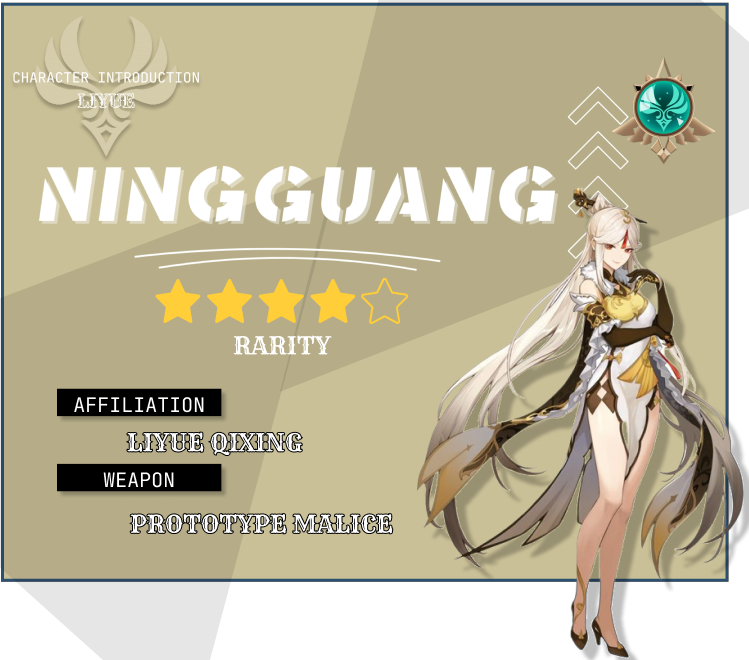 CHARACTER INTRODUCTION
LIYUE
NINGGUANG
RARITY
AFFILIATION
LIYUE QIXING
WEAPON
PROTOTYPE MALICE